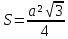 S = a²√3 / 4